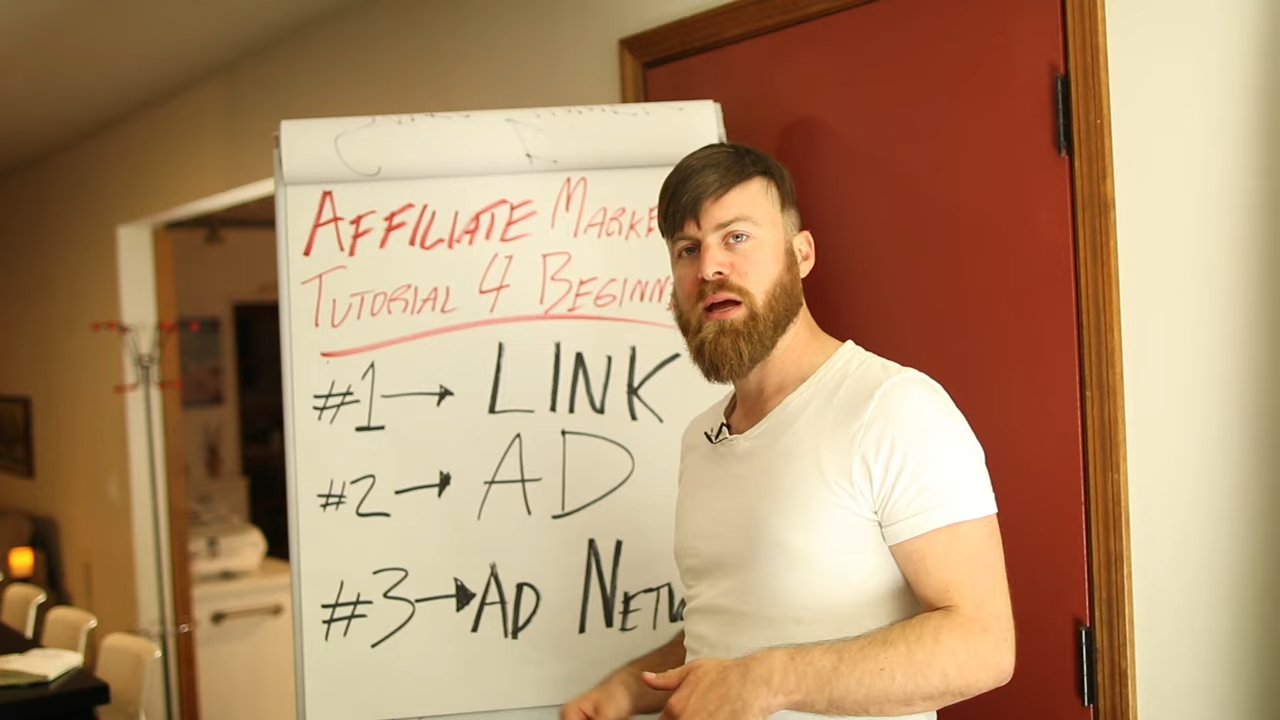 AFFILIATE MARKE
TUTORIAL 4 BEGINN
#1→ LINK
#2→ AD
#3→AD NETW